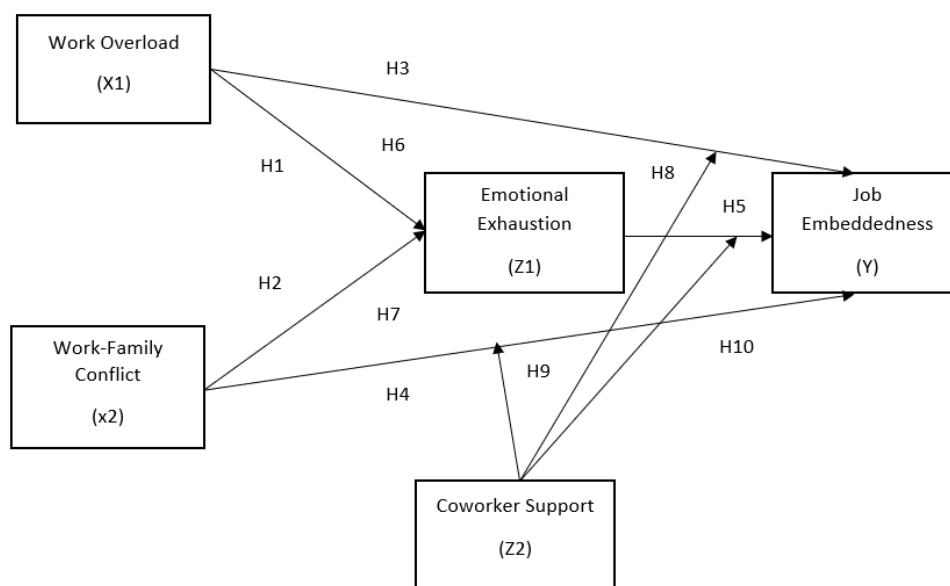 Work Overload
(X1)
H3
H6
H1
H8
Emotional
Exhaustion
(Z1)
H5
Job
Embeddedness
(Y)
H2
H7
Work-Family
Conflict
(x2)
H4
H9
H10
Coworker Support
(Z2)